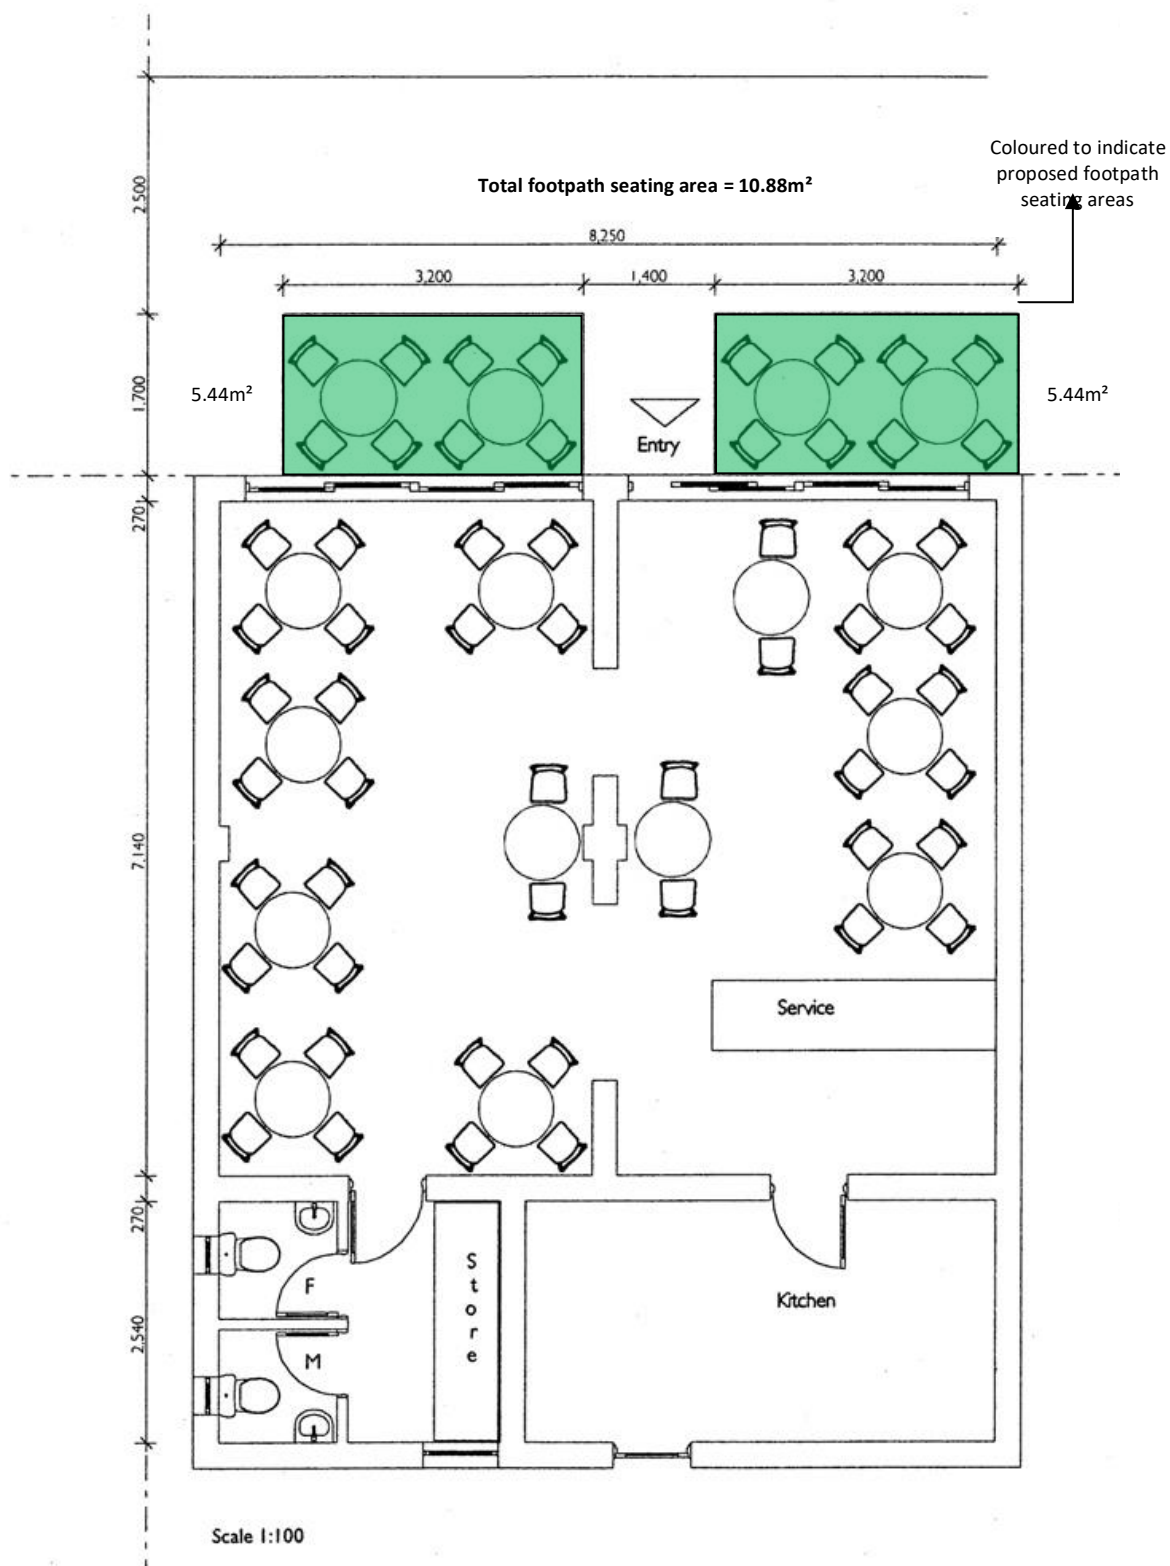 Coloured to indicate
proposed footpath
seating areas
Total footpath seating area = 10.88m²
2500
8,250
3,200
1,400
3,200
1,700
5.44m²
5.44m²
Entry
270
7,140
Service
270
2,540
F
M
Store
Kitchen
Scale 1:100